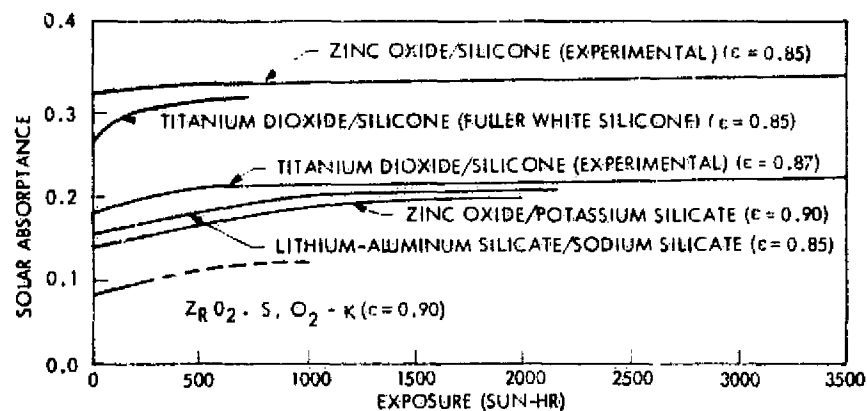 0.4
ZINC OXIDE/SILICONE (EXPERIMENTAL) (ε = 0.85)
0.3
TITANIUM DIOXIDE/SILICONE (FULLER WHITE SILICONE) (ε = 0.85)
TITANIUM DIOXIDE/SILICONE (EXPERIMENTAL) (ε = 0.87)
0.2
ZINC OXIDE/POTASSIUM SILICATE (ε = 0.90)
LITHIUM-ALUMINUM SILICATE/SODIUM SILICATE (ε = 0.85)
0.1
ZRO2 . S, O2 - K (ε = 0.90)
0.0
SOLAR ABSORPTANCE
0 500 1000 1500 2000 2500 3000 3500
EXPOSURE (SUN-HR)